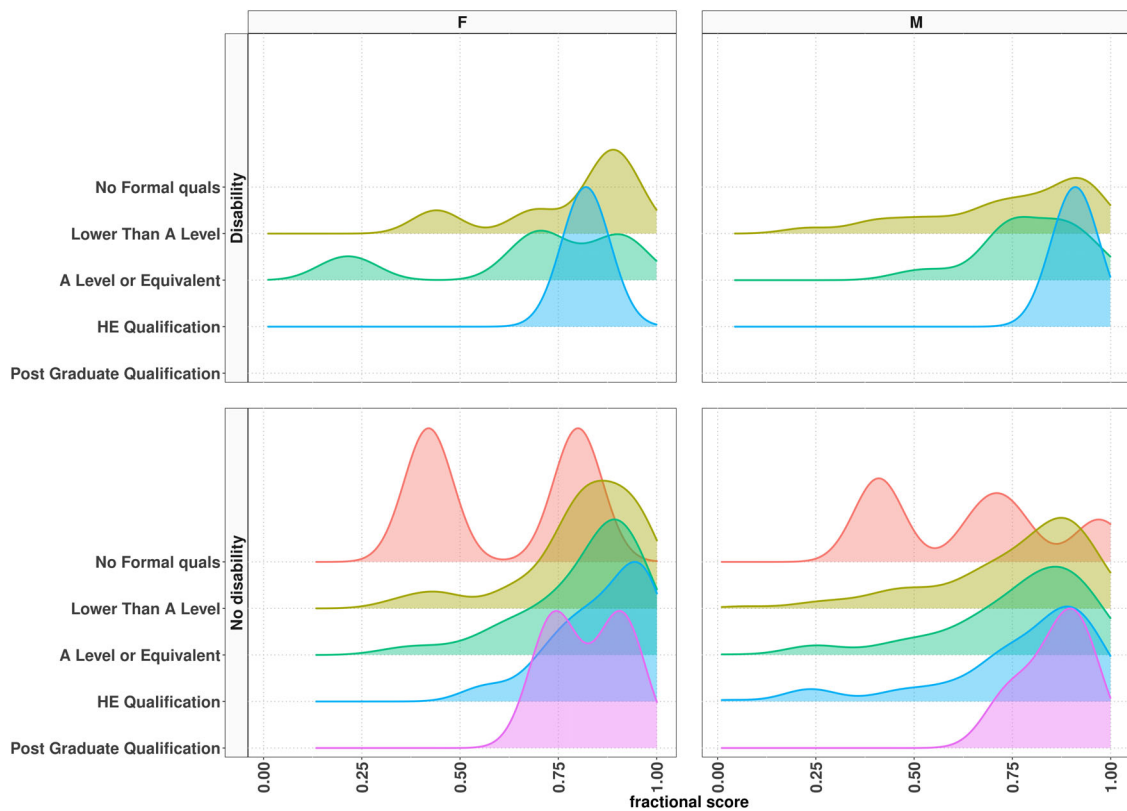 F
M
Disability
No Formal quals
Lower Than A Level
A Level or Equivalent
HE Qualification
Post Graduate Qualification
No disability
No Formal quals
Lower Than A Level
A Level or Equivalent
HE Qualification
Post Graduate Qualification
0.00 0.25 0.50 0.75 1.00 0.00 0.25 0.50 0.75 1.00
fractional score